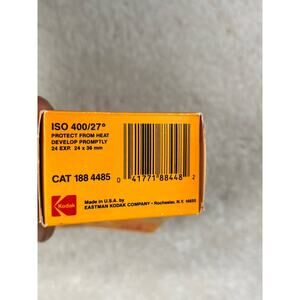 ISO 400/27°
PROTECT FROM HEAT
DEVELOP PROMPTLY
24 EXP. 24 x 36 mm
CAT 188 4485
0 41771 88448 2
Kodak
Made in U.S.A. by
EASTMAN KODAK COMPANY • Rochester, N.Y. 14650